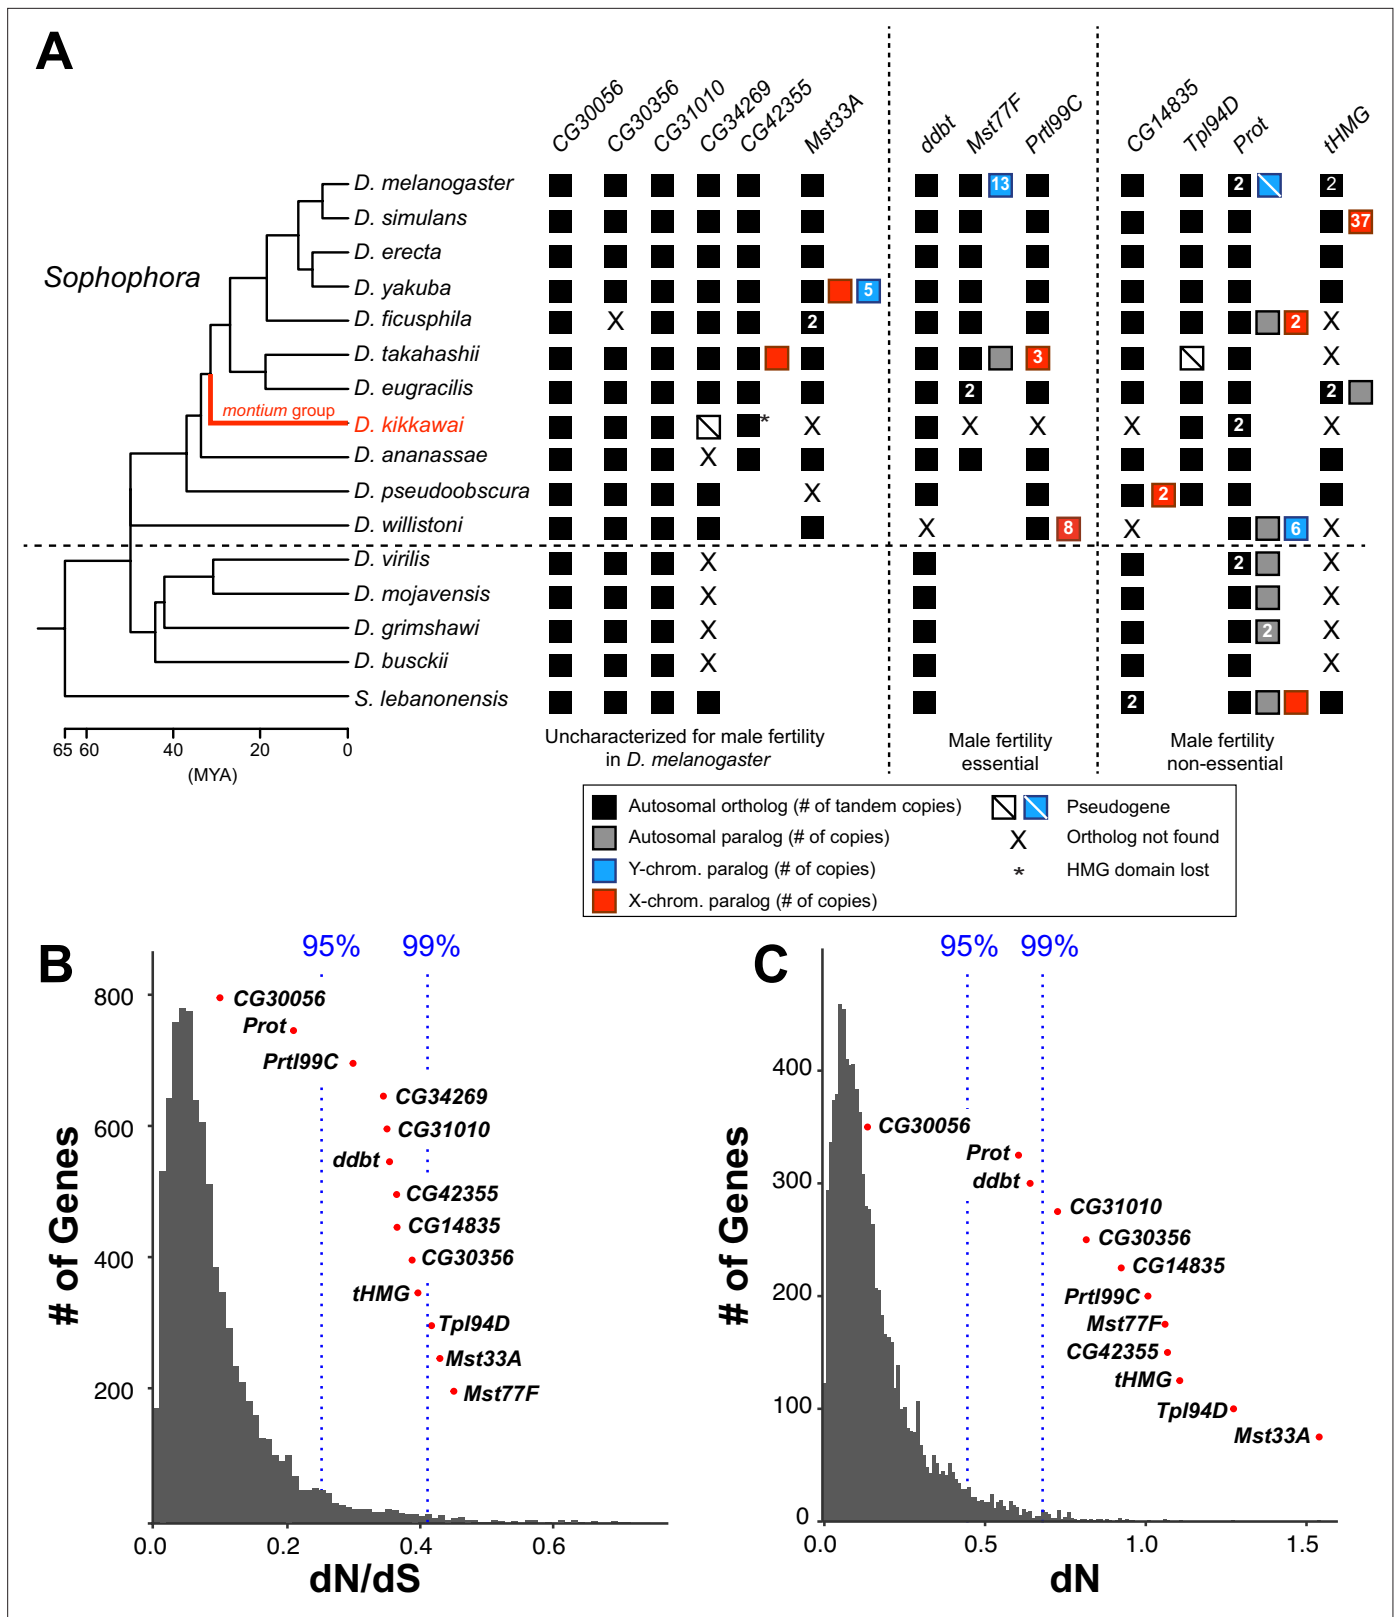 A
CG30056 CG30356 CG31010 CG34269 CG42355 Mst33A ddbt Mst77F Prtl99C CG14835 Tpl94D Prot tHMG
Sophophora
D. melanogaster 13 2 2
D. simulans 37
D. erecta
D. yakuba 5
D. ficusphila X 2 2 X
D. takahashii 3 X
D. eugracilis 2 2
montium group
D. kikkawai * X X X X 2 X
D. ananassae X
D. pseudoobscura X 2
D. willistoni X 8 X 6 X
D. virilis X 2 X
D. mojavensis X X
D. grimshawi X 2 X
D. busckii X X
S. lebanonensis 2
65 60 40 20 0
(MYA)
Uncharacterized for male fertility
in D. melanogaster
Male fertility
essential
Male fertility
non-essential
Autosomal ortholog (# of tandem copies)
Autosomal paralog (# of copies)
Y-chrom. paralog (# of copies)
X-chrom. paralog (# of copies)
Pseudogene
X Ortholog not found
* HMG domain lost
B
95% 99%
# of Genes
800
600
400
200
CG30056
Prot
Prtl99C
CG34269
CG31010
ddbt
CG42355
CG14835
CG30356
tHMG
Tpl94D
Mst33A
Mst77F
0.0 0.2 0.4 0.6
dN/dS
C
95% 99%
# of Genes
400
300
200
100
0
CG30056
Prot
ddbt
CG31010
CG30356
CG14835
Prtl99C
Mst77F
CG42355
tHMG
Tpl94D
Mst33A
0.0 0.5 1.0 1.5
dN